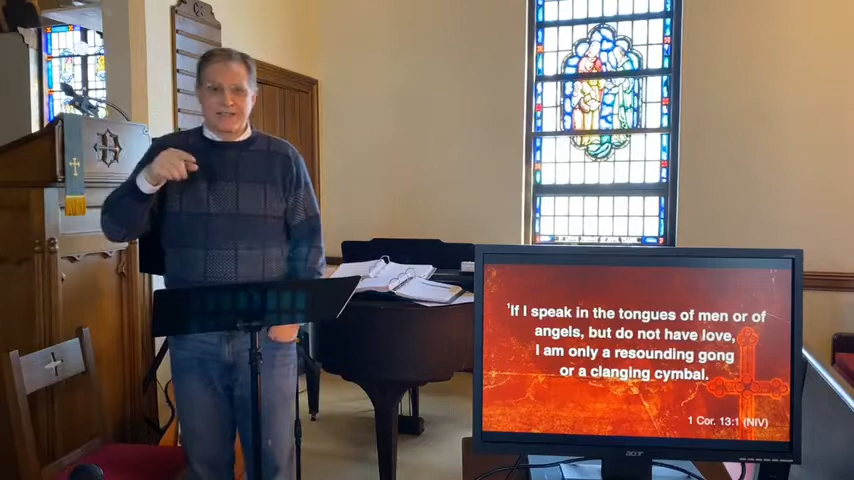 ¹If I speak in the tongues of men or of
angels, but do not have love,
I am only a resounding gong
or a clanging cymbal.
1 Cor. 13:1 (NIV)
acer